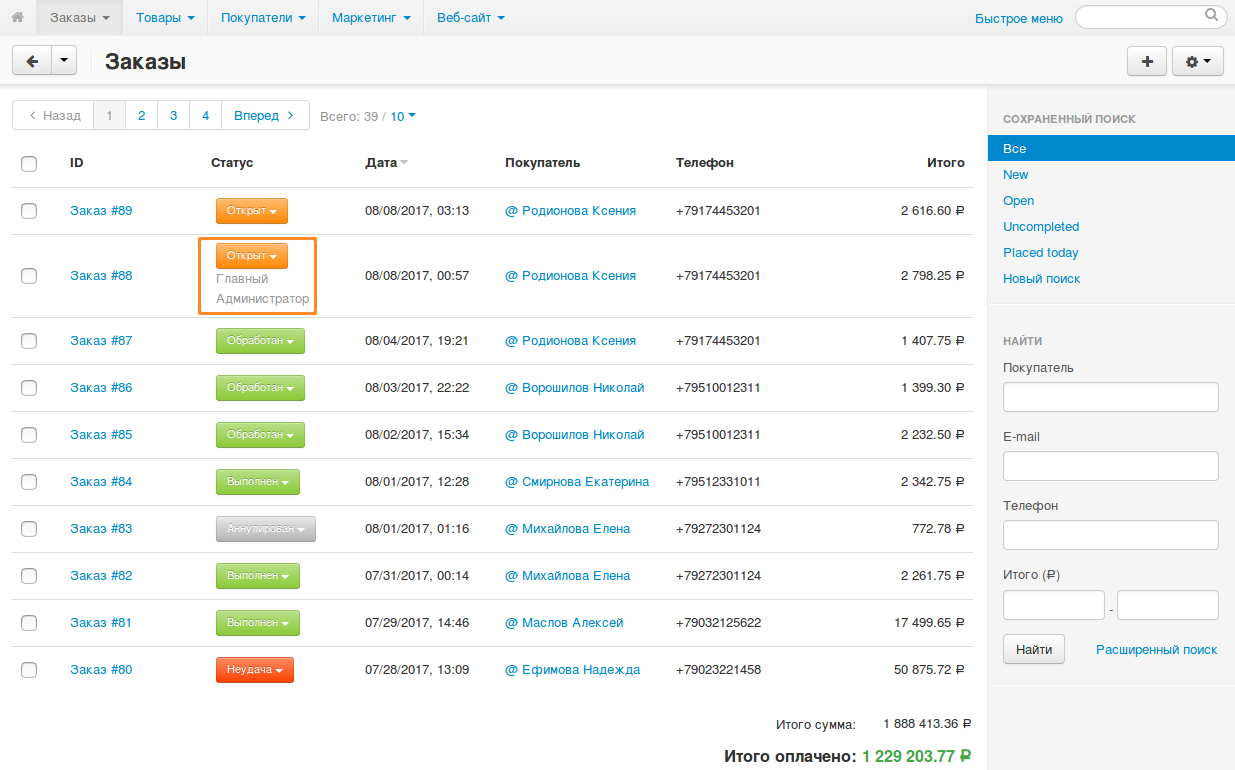 Заказы Товары Покупатели Маркетинг Веб-сайт Быстрое меню
Заказы
Назад 1 2 3 4 Вперед Всего: 39 / 10
ID Статус Дата Покупатель Телефон Итого
Заказ #89 Открыт 08/08/2017, 03:13 @ Родионова Ксения +79174453201 2 616.60 ₽
Заказ #88 Открыт 08/08/2017, 00:57 @ Родионова Ксения +79174453201 2 798.25 ₽
Главный
Администратор
Заказ #87 Обработан 08/04/2017, 19:21 @ Родионова Ксения +79174453201 1 407.75 ₽
Заказ #86 Обработан 08/03/2017, 22:22 @ Ворошилов Николай +79510012311 1 399.30 ₽
Заказ #85 Обработан 08/02/2017, 15:34 @ Ворошилов Николай +79510012311 2 232.50 ₽
Заказ #84 Выполнен 08/01/2017, 12:28 @ Смирнова Екатерина +79512331011 2 342.75 ₽
Заказ #83 Аннулирован 08/01/2017, 01:16 @ Михайлова Елена +79272301124 772.78 ₽
Заказ #82 Выполнен 07/31/2017, 00:14 @ Михайлова Елена +79272301124 2 261.75 ₽
Заказ #81 Выполнен 07/29/2017, 14:46 @ Маслов Алексей +79032125622 17 499.65 ₽
Заказ #80 Неудача 07/28/2017, 13:09 @ Ефимова Надежда +79023221458 50 875.72 ₽
Итого сумма: 1 888 413.36 ₽
Итого оплачено: 1 229 203.77 ₽
СОХРАНЕННЫЙ ПОИСК
Все
New
Open
Uncompleted
Placed today
Новый поиск
НАЙТИ
Покупатель
E-mail
Телефон
Итого (₽)
-
Найти Расширенный поиск